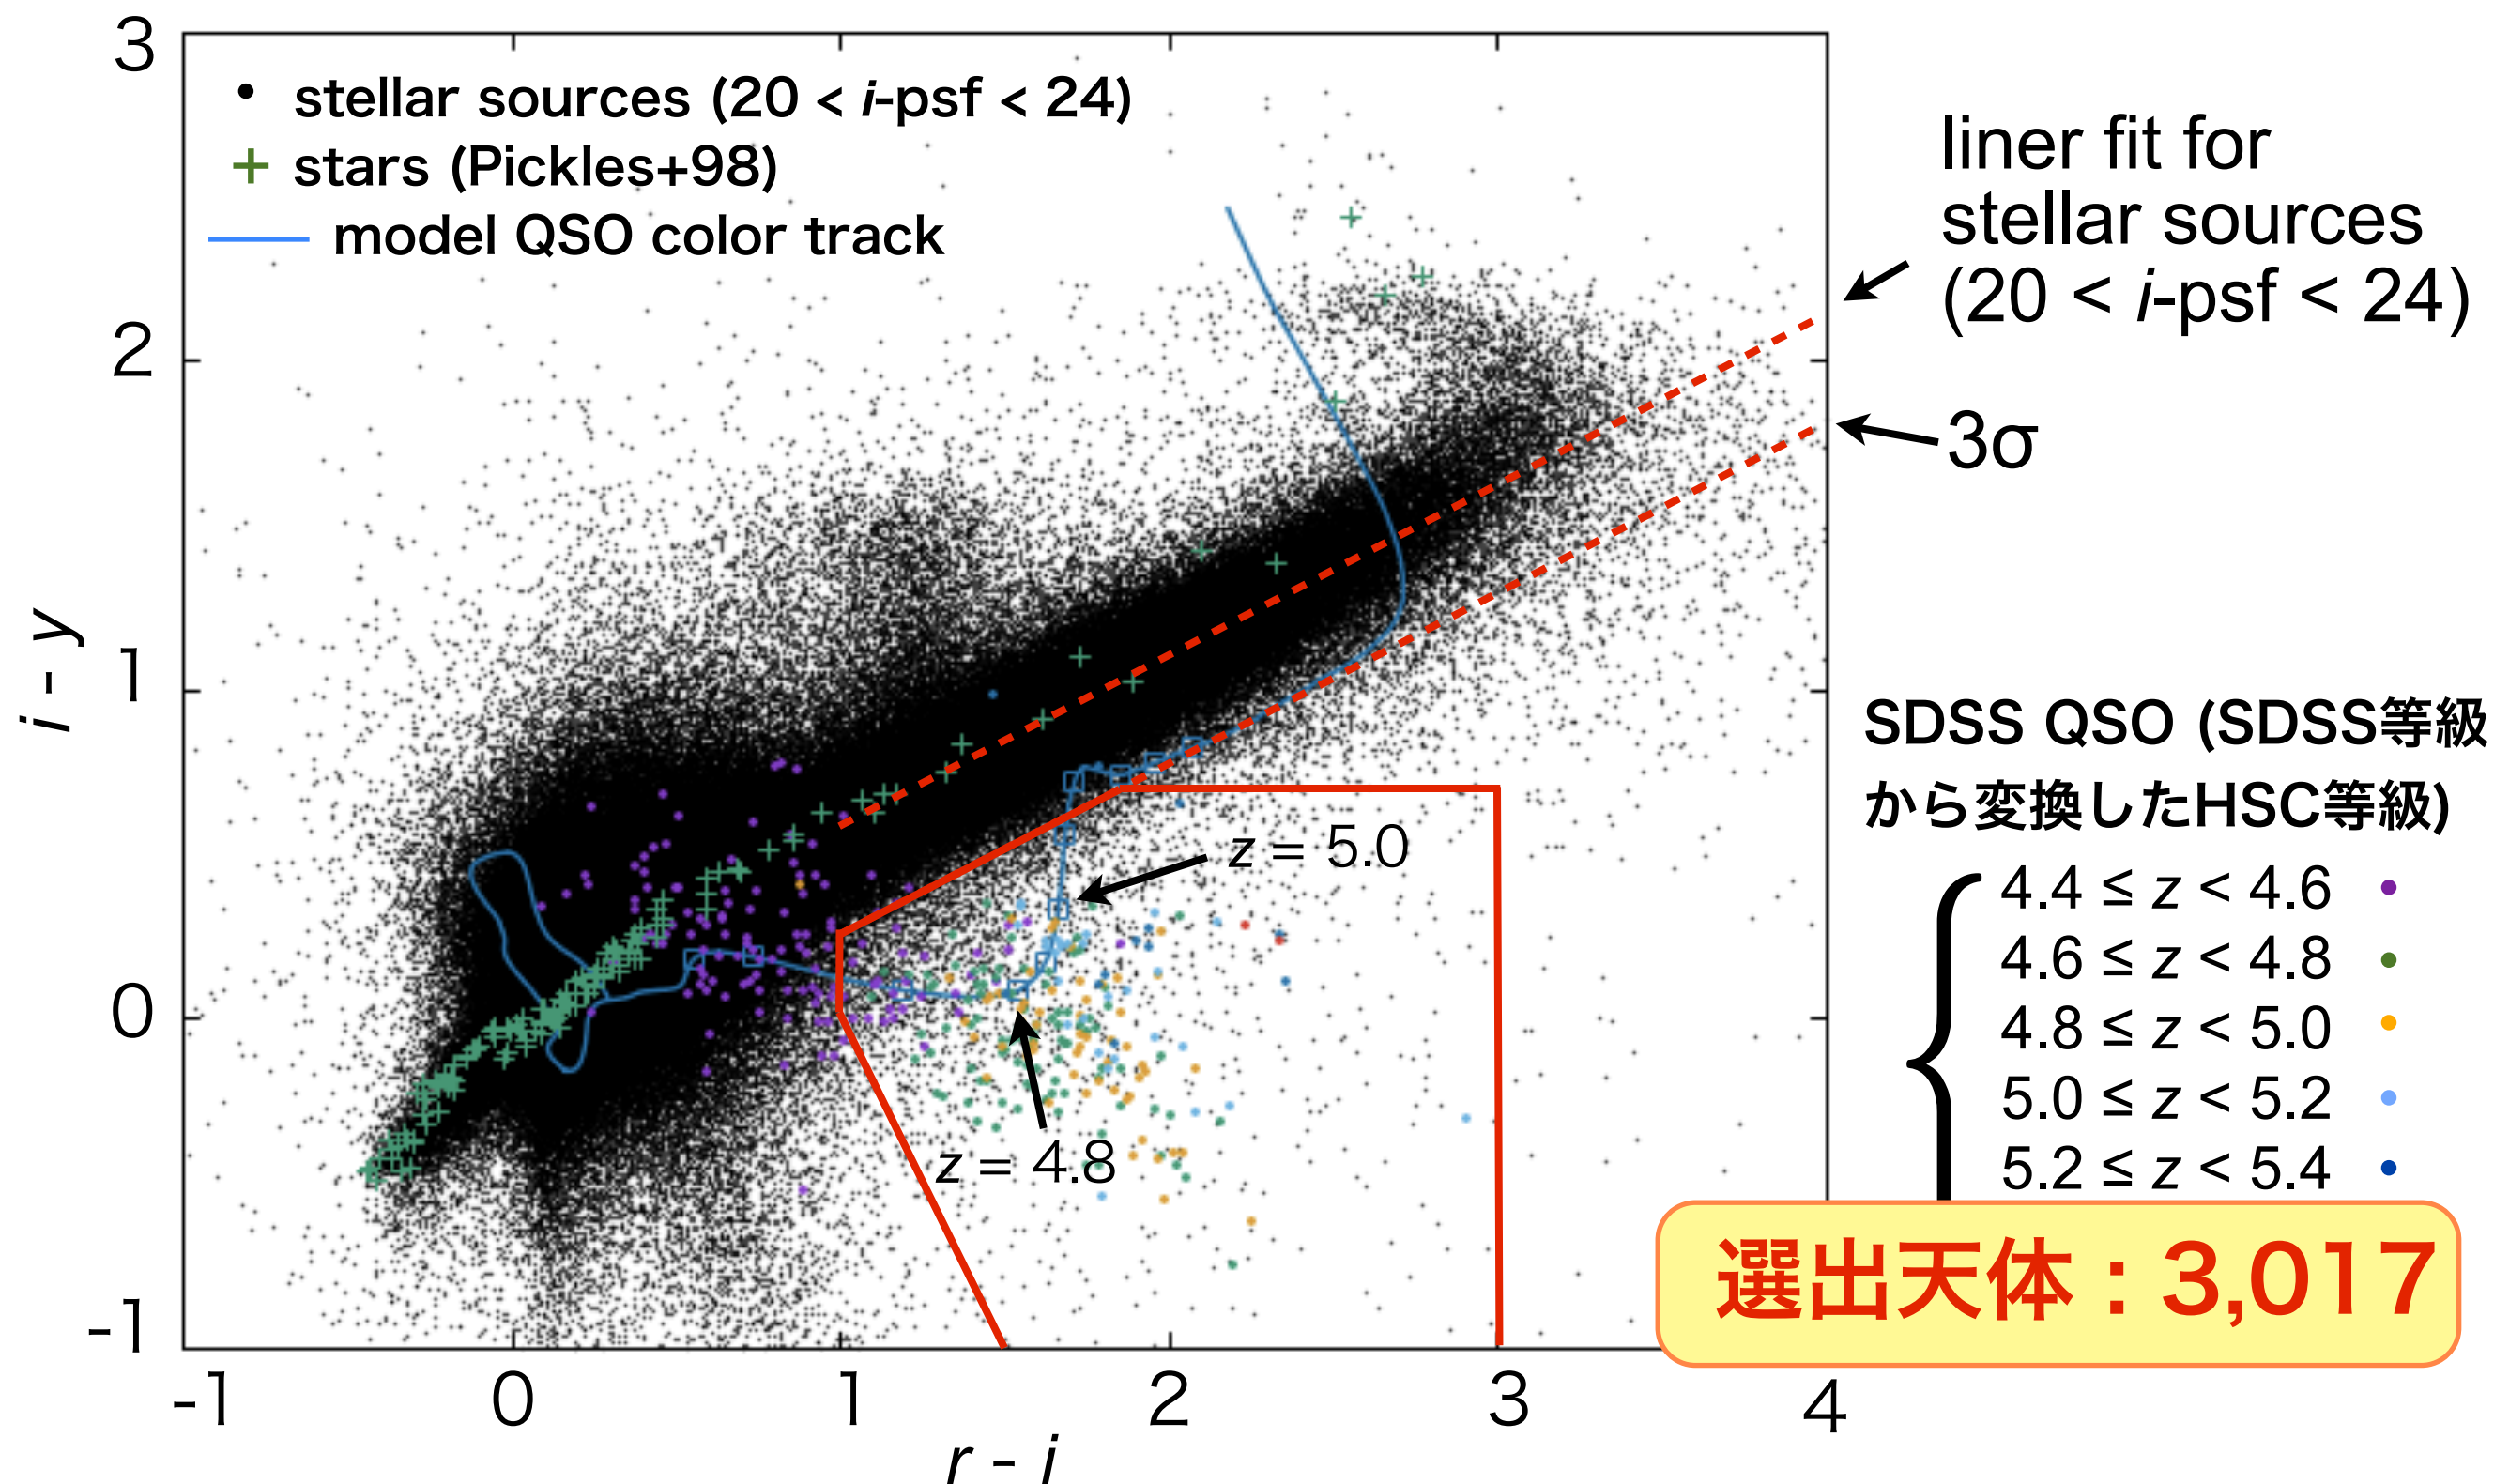 3
2
1
0
-1
i - y
stellar sources (20 < i-psf < 24)
stars (Pickles+98)
model QSO color track
liner fit for
stellar sources
(20 < i-psf < 24)
3σ
z = 5.0
z = 4.8
SDSS QSO (SDSS等級
から変換したHSC等級)
4.4 ≤ z < 4.6
4.6 ≤ z < 4.8
4.8 ≤ z < 5.0
5.0 ≤ z < 5.2
5.2 ≤ z < 5.4
選出天体：3,017
-1 0 1 2 3 4
r - i